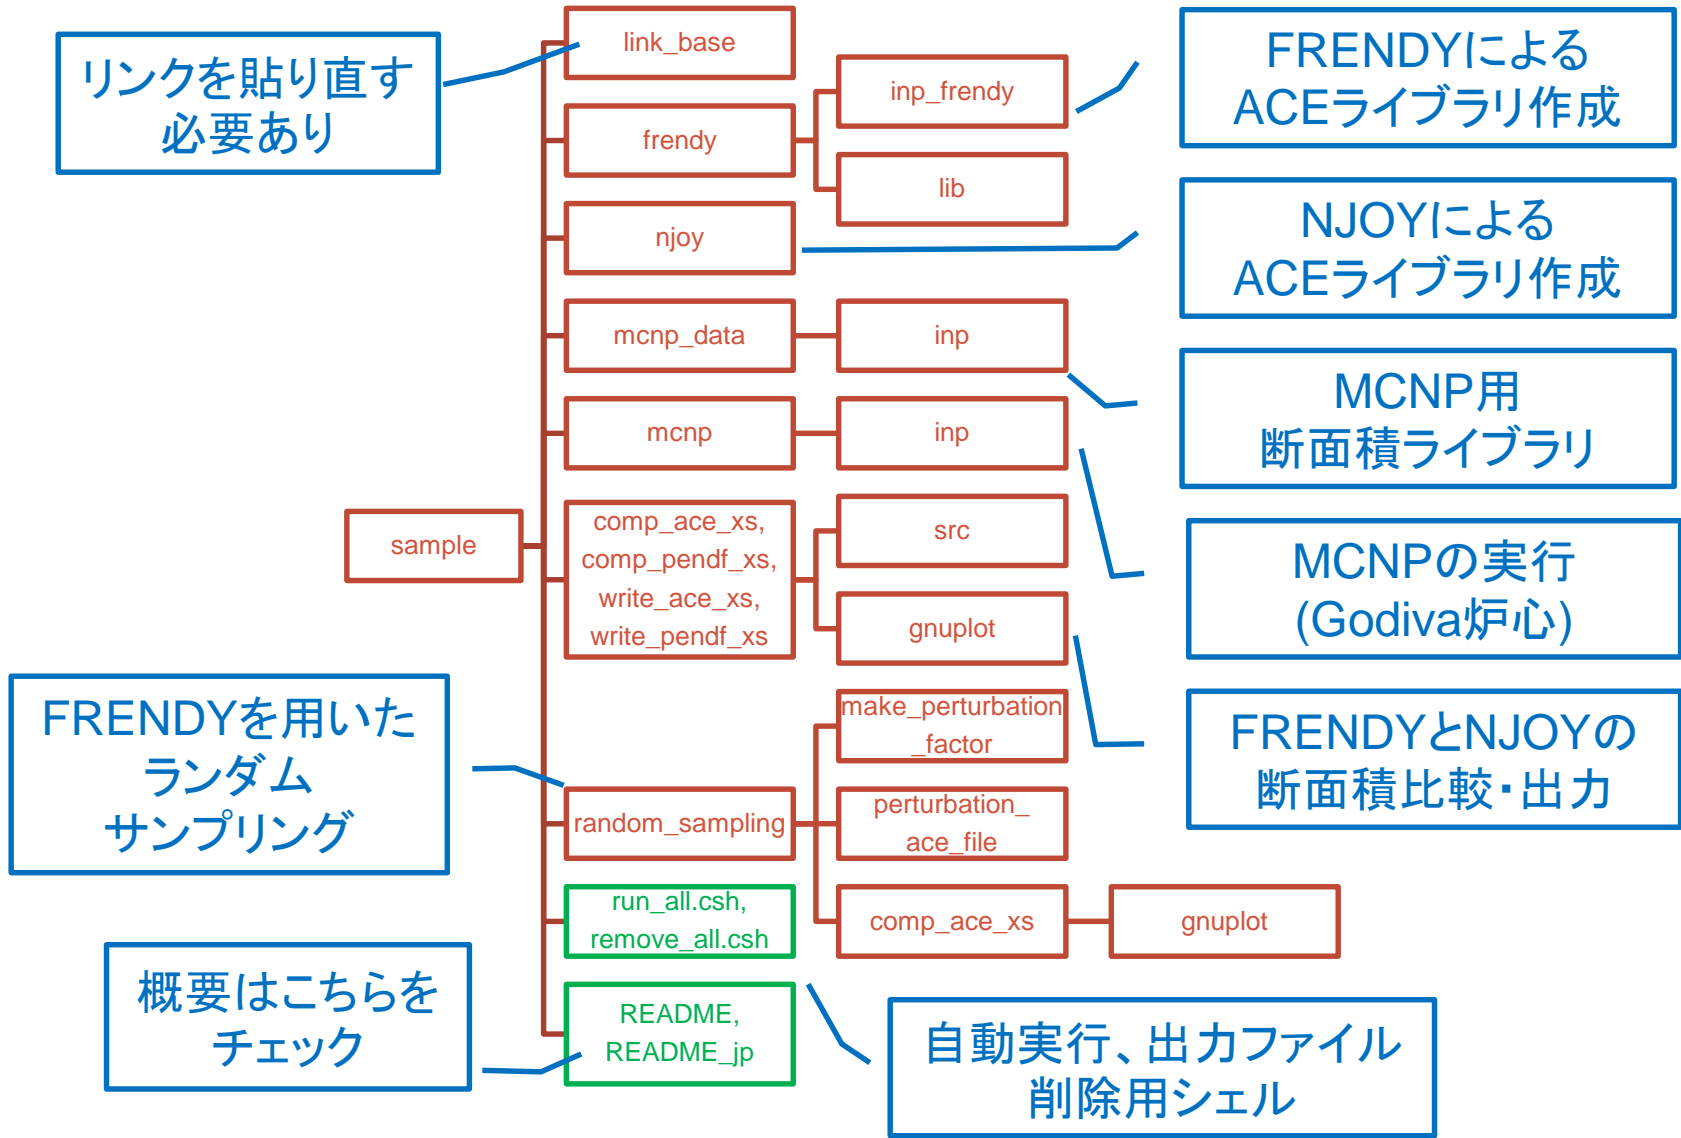 link_base
リンクを貼り直す
必要あり
frendy
inp_frendy
lib
FRENDYによる
ACEライブラリ作成
njoy
NJOYによる
ACEライブラリ作成
mcnp_data
inp
MCNP用
断面積ライブラリ
mcnp
inp
MCNPの実行
(Godiva炉心)
sample
comp_ace_xs,
comp_pendf_xs,
write_ace_xs,
write_pendf_xs
src
gnuplot
FRENDYとNJOYの
断面積比較・出力
FRENDYを用いた
ランダム
サンプリング
random_sampling
make_perturbation
_factor
perturbation_
ace_file
comp_ace_xs
gnuplot
run_all.csh,
remove_all.csh
概要はこちらを
チェック
README,
README_jp
自動実行、出力ファイル
削除用シェル